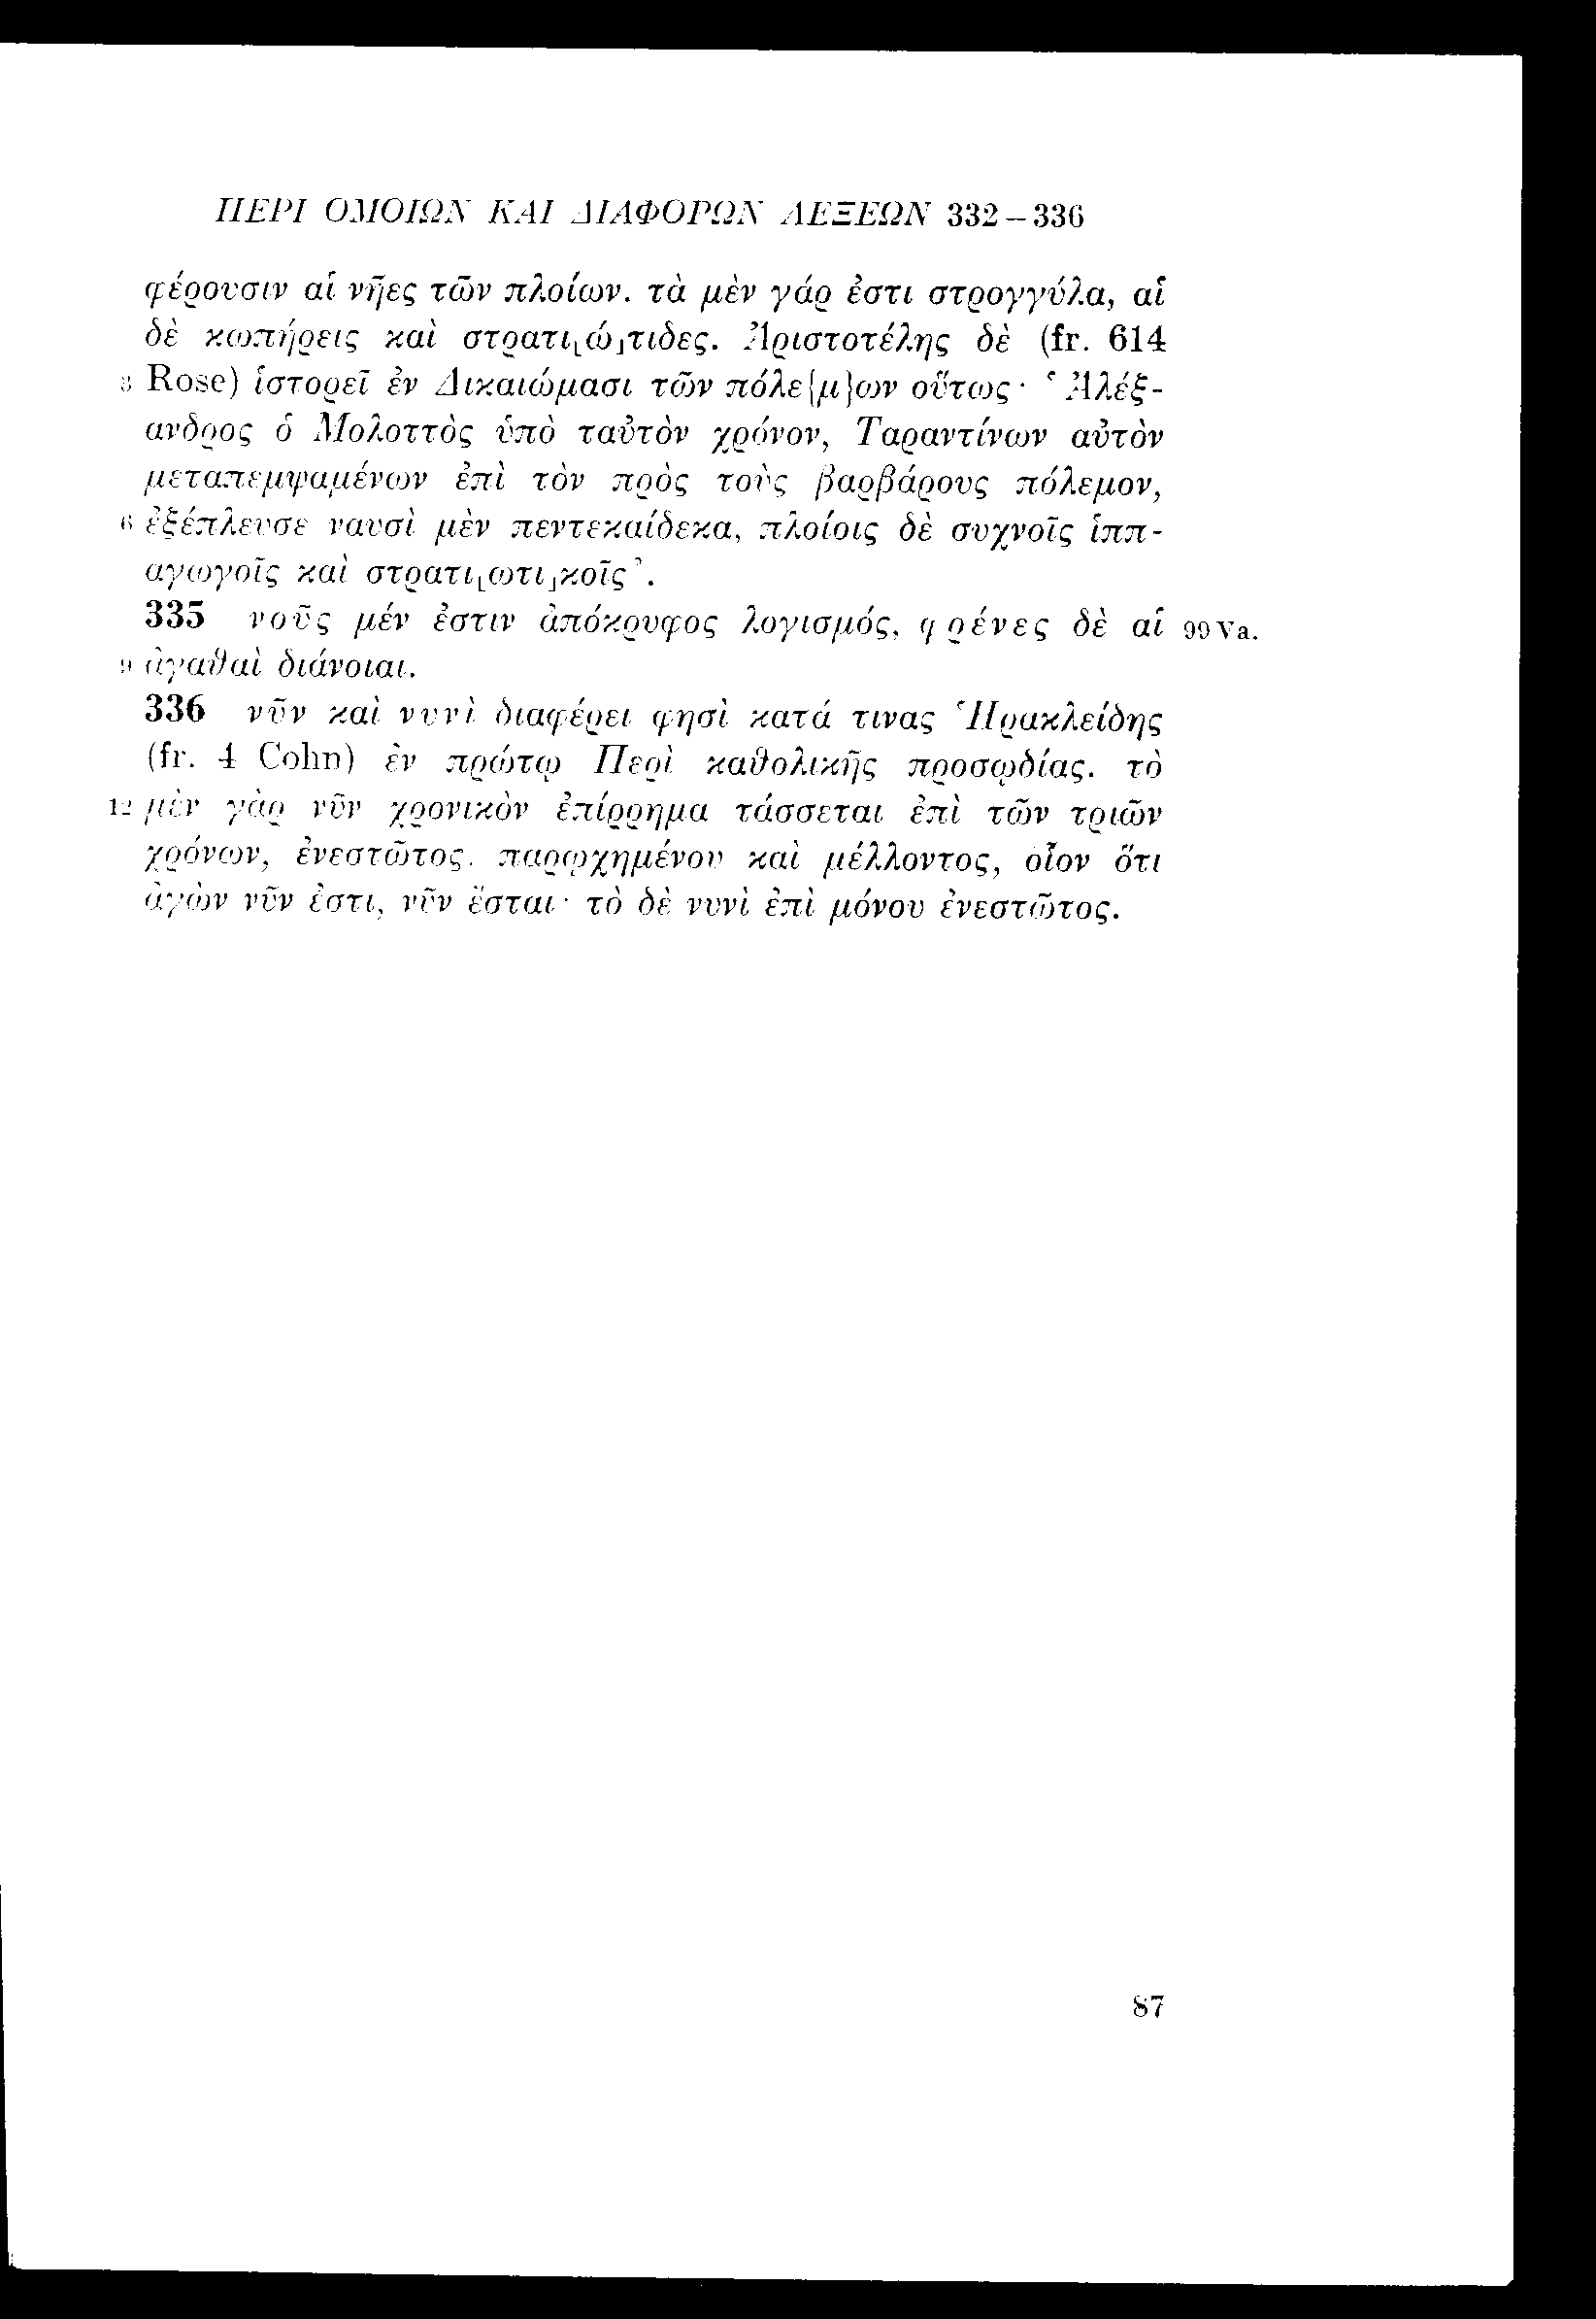 ΠΕΡΙ ΟΜΟΙΩΝ ΚΑΙ ΔΙΑΦΟΡΩΝ ΛΕΞΕΩΝ 332 – 336
φέρουσιν αἱ νῆες τῶν πλοίων. τὰ μὲν γάρ ἐστι στρογγύλα, αἱ
δὲ κωπήρεις καὶ στρατι⌊ώ⌋τιδες. Ἀριστοτέλης δὲ (fr. 614
3 Rose) ἱστορεῖ ἐν Δικαιώμασι τῶν πόλε{μ}ων οὕτως· ‘Ἀλέξ-
ανδρος ὁ Μολοττὸς ὑπὸ ταὐτὸν χρόνον, Ταραντίνων αὐτὸν
μεταπεμψαμένων ἐπὶ τὸν πρὸς τοὺς βαρβάρους πόλεμον,
6 ἐξέπλευσε ναυσὶ μὲν πεντεκαίδεκα, πλοίοις δὲ συχνοῖς ἱππ-
αγωγοῖς καὶ στρατι⌊ωτι⌋κοῖς’.
335 νοῦς μέν ἐστιν ἀπόκρυφος λογισμός, φρένες δὲ αἱ 99 Va.
9 ἀγαθαὶ διάνοιαι.
336 νῦν καὶ νυνὶ διαφέρει φησὶ κατά τινας Ἡρακλείδης
(fr. 4 Cohn) ἐν πρώτῳ Περὶ καθολικῆς προσῳδίας. τὸ
12 μὲν γὰρ νῦν χρονικὸν ἐπίρρημα τάσσεται ἐπὶ τῶν τριῶν
χρόνων, ἐνεστῶτος, παρῳχημένου καὶ μέλλοντος, οἷον ὅτι
ἀγὼν νῦν ἐστι, νῦν ἔσται· τὸ δὲ νυνὶ ἐπὶ μόνου ἐνεστῶτος.
87